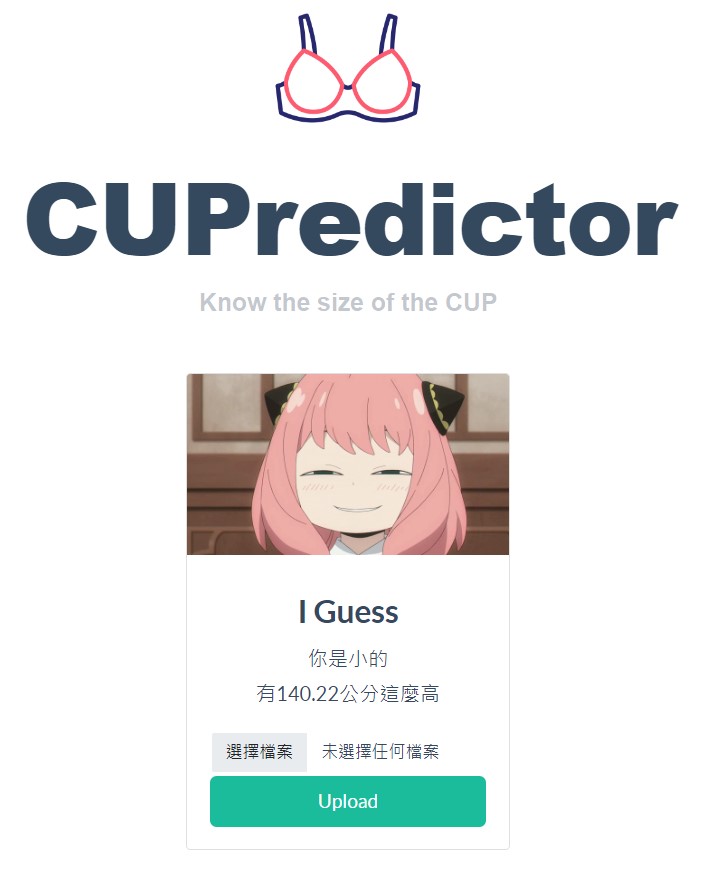 CUPredictor
Know the size of the CUP
I Guess
你是小的
有140.22公分這麼高
選擇檔案 未選擇任何檔案
Upload